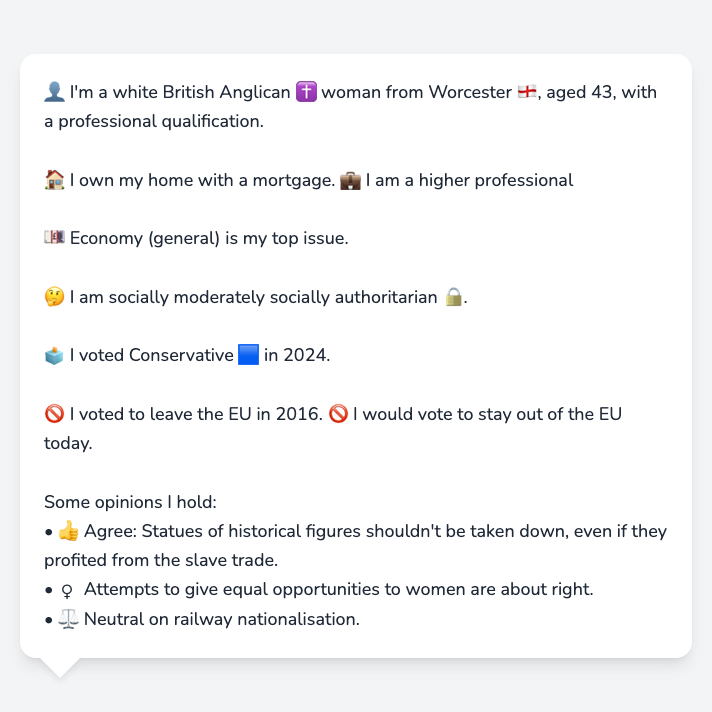 👤 I'm a white British Anglican ✝️ woman from Worcester 🏴󠁧󠁢󠁥󠁮󠁧󠁿, aged 43, with
a professional qualification.
🏠 I own my home with a mortgage. 💼 I am a higher professional
💷 Economy (general) is my top issue.
🤔 I am socially moderately socially authoritarian 🔒.
🗳️ I voted Conservative 🟦 in 2024.
🚫 I voted to leave the EU in 2016. 🚫 I would vote to stay out of the EU
today.
Some opinions I hold:
• 👍 Agree: Statues of historical figures shouldn't be taken down, even if they
profited from the slave trade.
• ♀ Attempts to give equal opportunities to women are about right.
• ⚖️ Neutral on railway nationalisation.